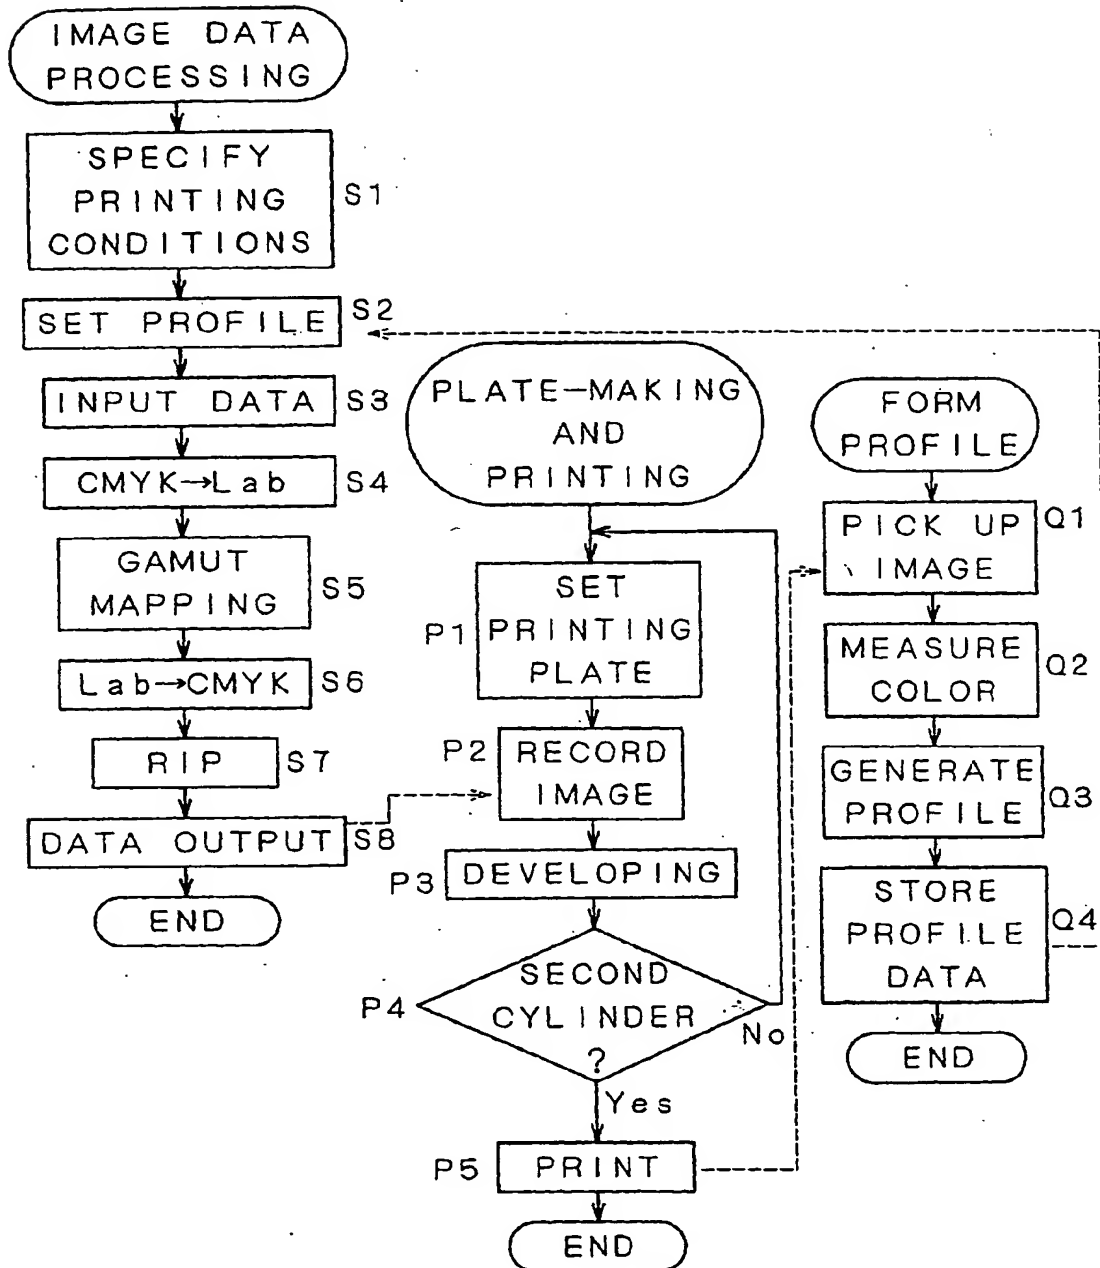 IMAGE DATA
PROCESSING
SPECIFY
PRINTING
CONDITIONS
S1
SET PROFILE
S2
INPUT DATA
S3
CMYK→Lab
S4
GAMUT
MAPPING
S5
Lab→CMYK
S6
RIP
S7
DATA OUTPUT
S8
END
PLATE-MAKING
AND
PRINTING
SET
PRINTING
PLATE
P1
RECORD
IMAGE
P2
DEVELOPING
P3
SECOND
CYLINDER
?
P4
No
Yes
PRINT
P5
END
FORM
PROFILE
PICK UP
IMAGE
Q1
MEASURE
COLOR
Q2
GENERATE
PROFILE
Q3
STORE
PROFILE
DATA
Q4
END